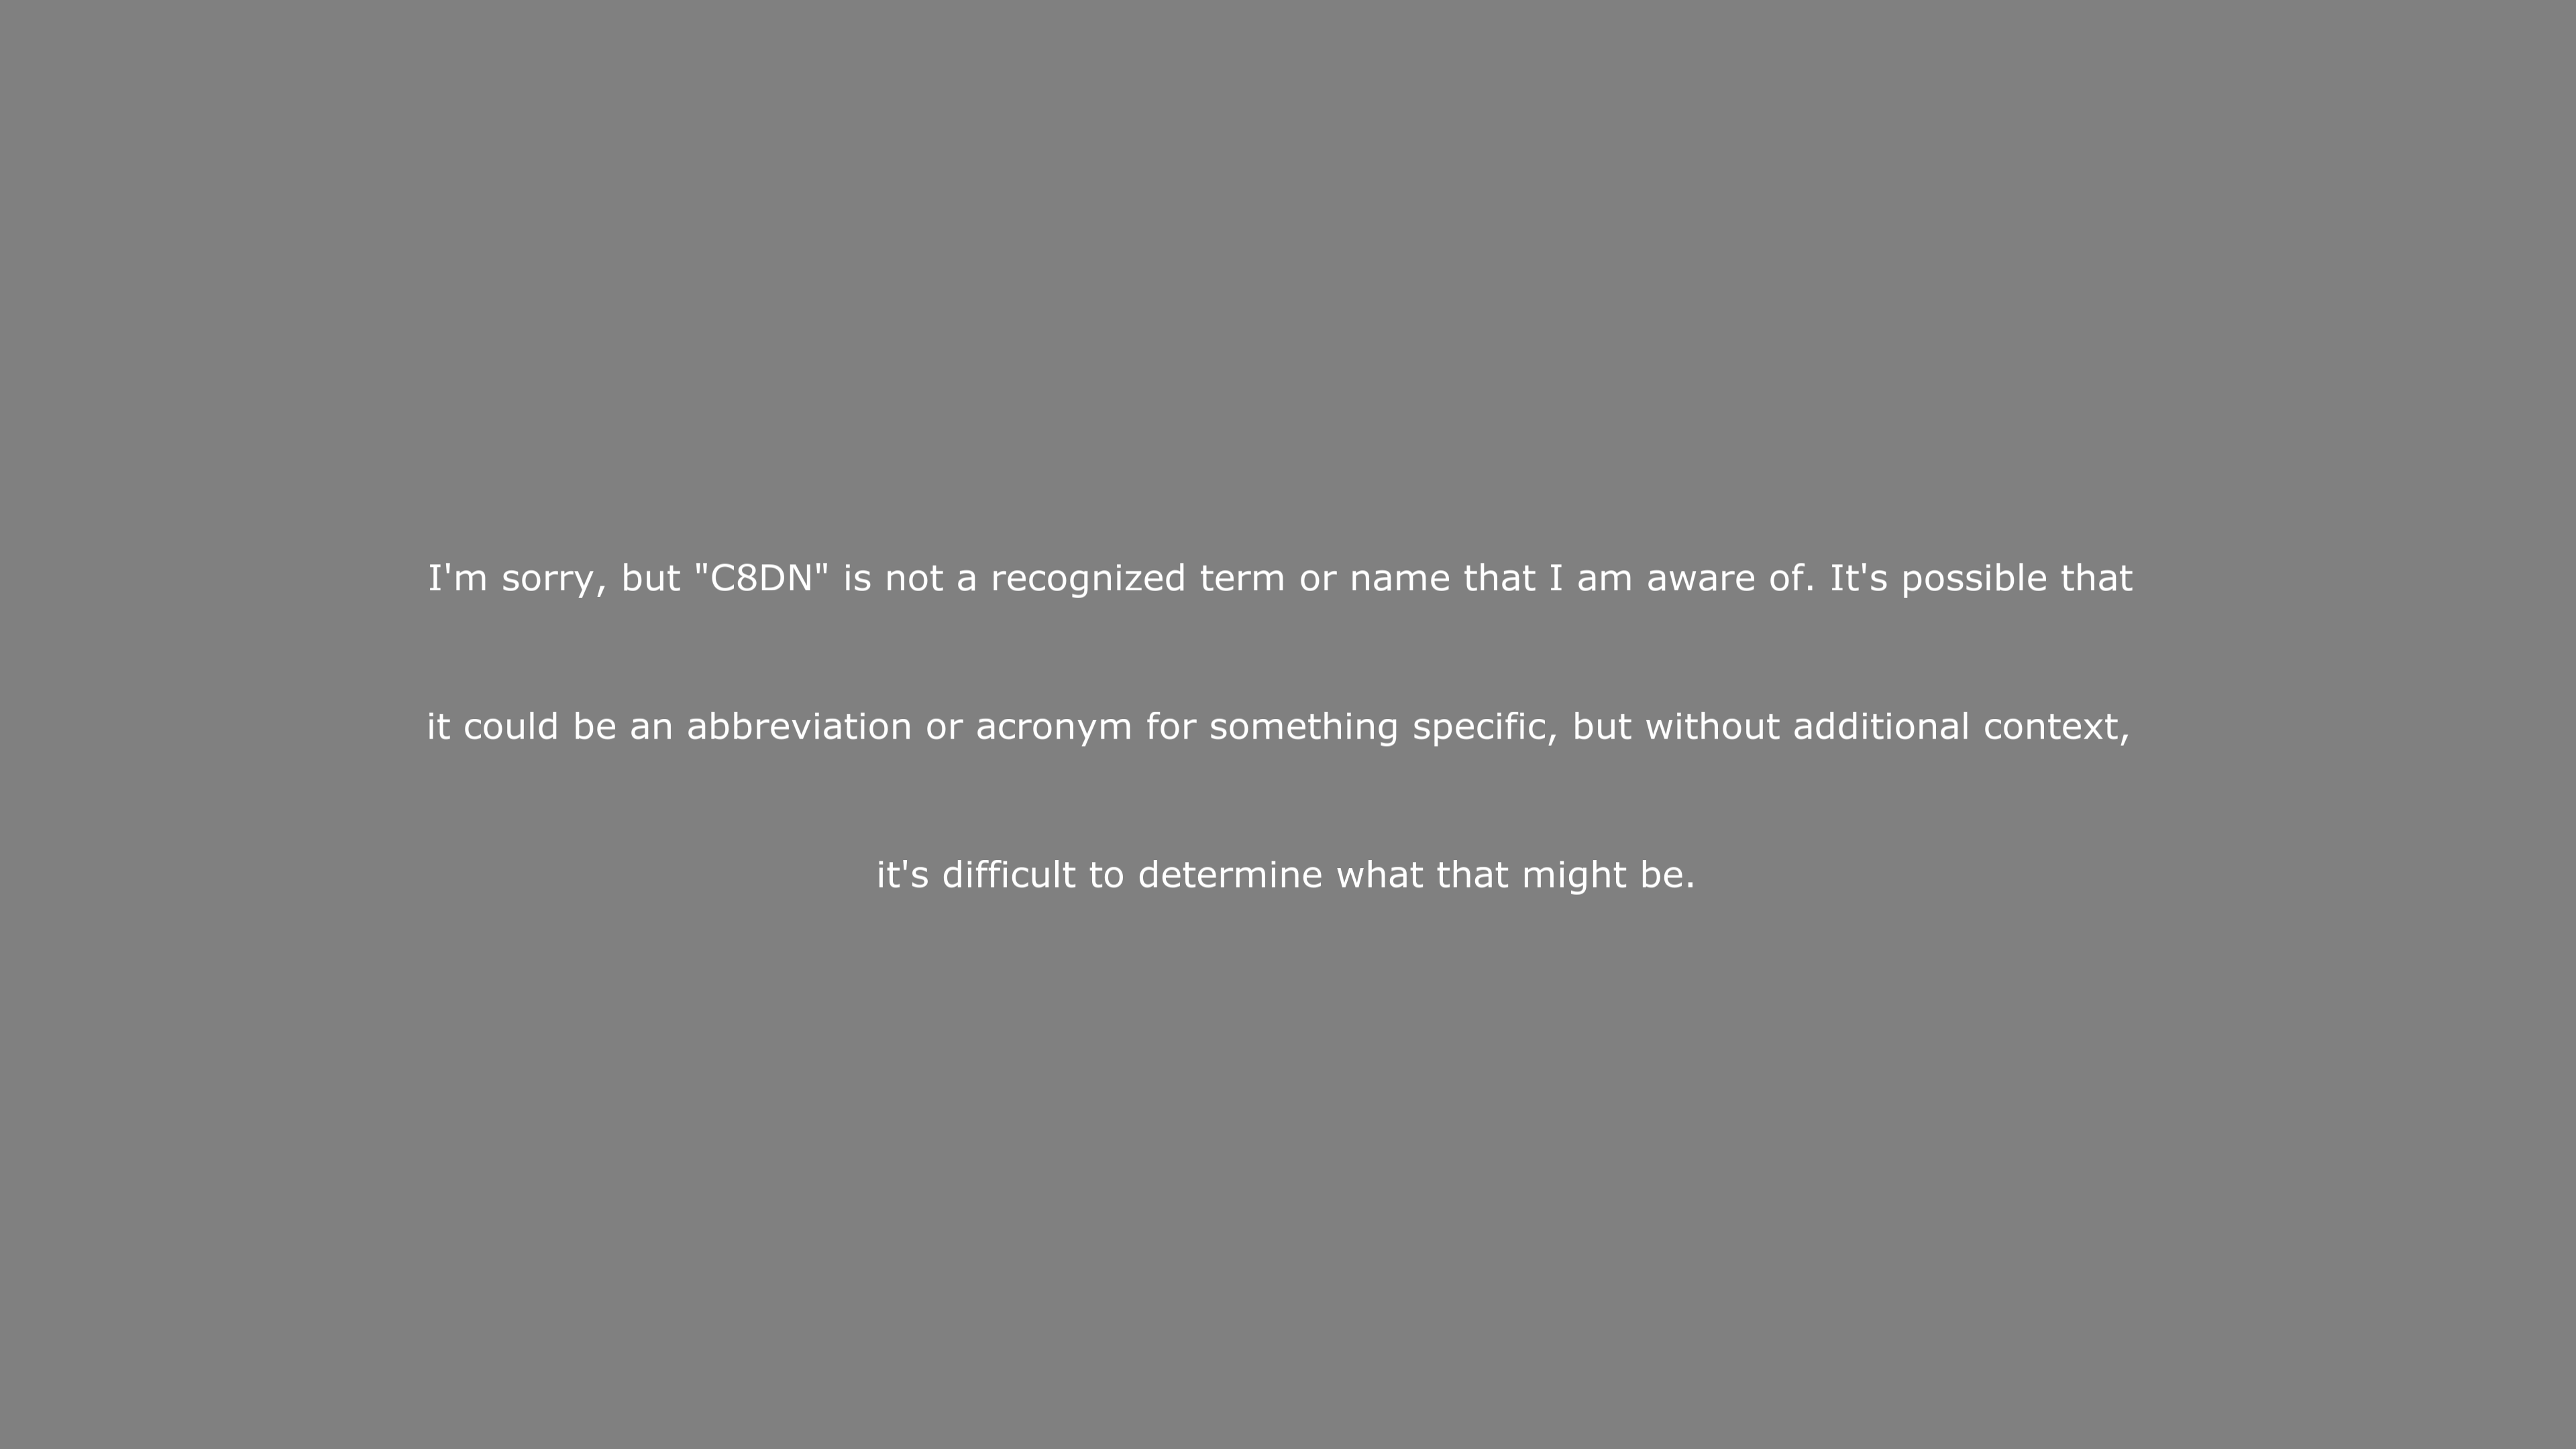 I'm sorry, but "C8DN" is not a recognized term or name that I am aware of. It's possible that
it could be an abbreviation or acronym for something specific, but without additional context,
it's difficult to determine what that might be.